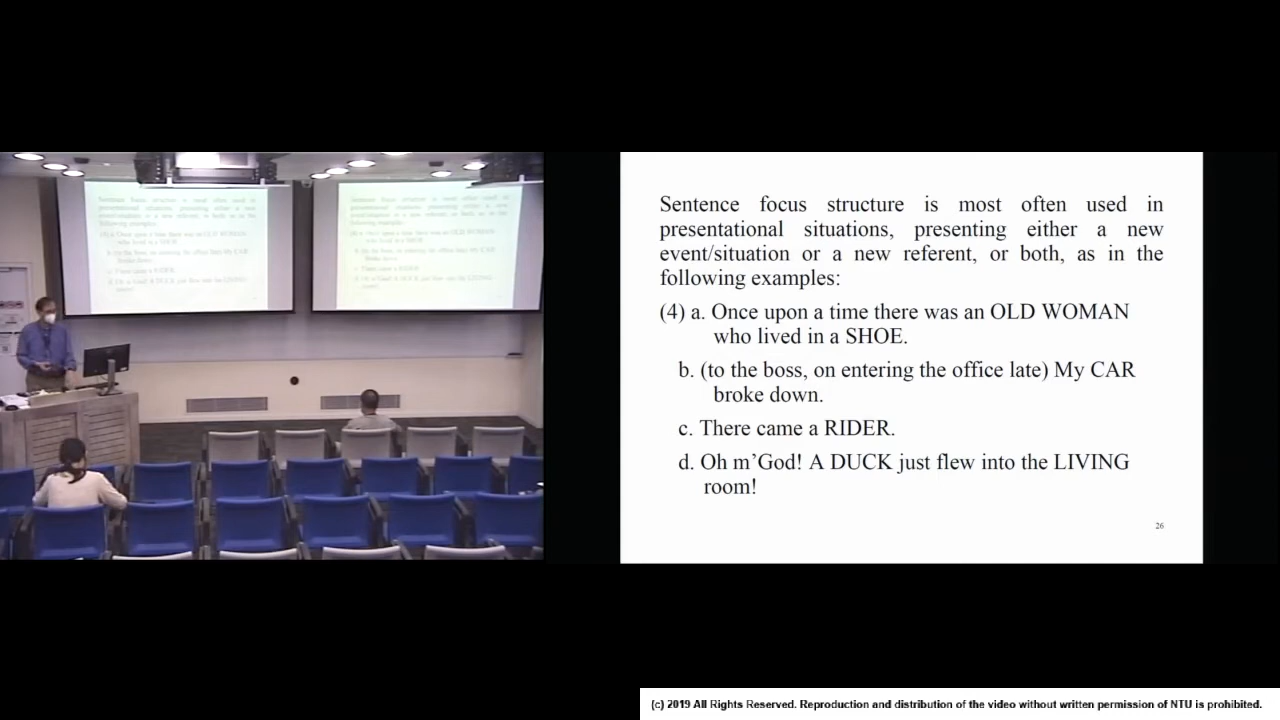 Sentence focus structure is most often used in
presentational situations, presenting either a new
event/situation or a new referent, or both, as in the
following examples:
(4) a. Once upon a time there was an OLD WOMAN
who lived in a SHOE.
b. (to the boss, on entering the office late) My CAR
broke down.
c. There came a RIDER.
d. Oh m’God! A DUCK just flew into the LIVING
room!
26
(c) 2019 All Rights Reserved. Reproduction and distribution of the video without written permission of NTU is prohibited.